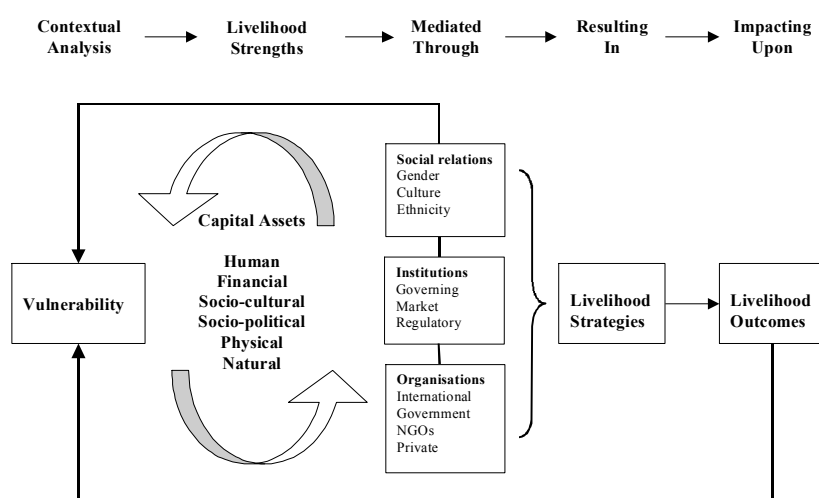 Contextual
Analysis
Livelihood
Strengths
Mediated
Through
Resulting
In
Impacting
Upon
Vulnerability
Capital Assets
Human
Financial
Socio-cultural
Socio-political
Physical
Natural
Social relations
Gender
Culture
Ethnicity
Institutions
Governing
Market
Regulatory
Organisations
International
Government
NGOs
Private
Livelihood
Strategies
Livelihood
Outcomes